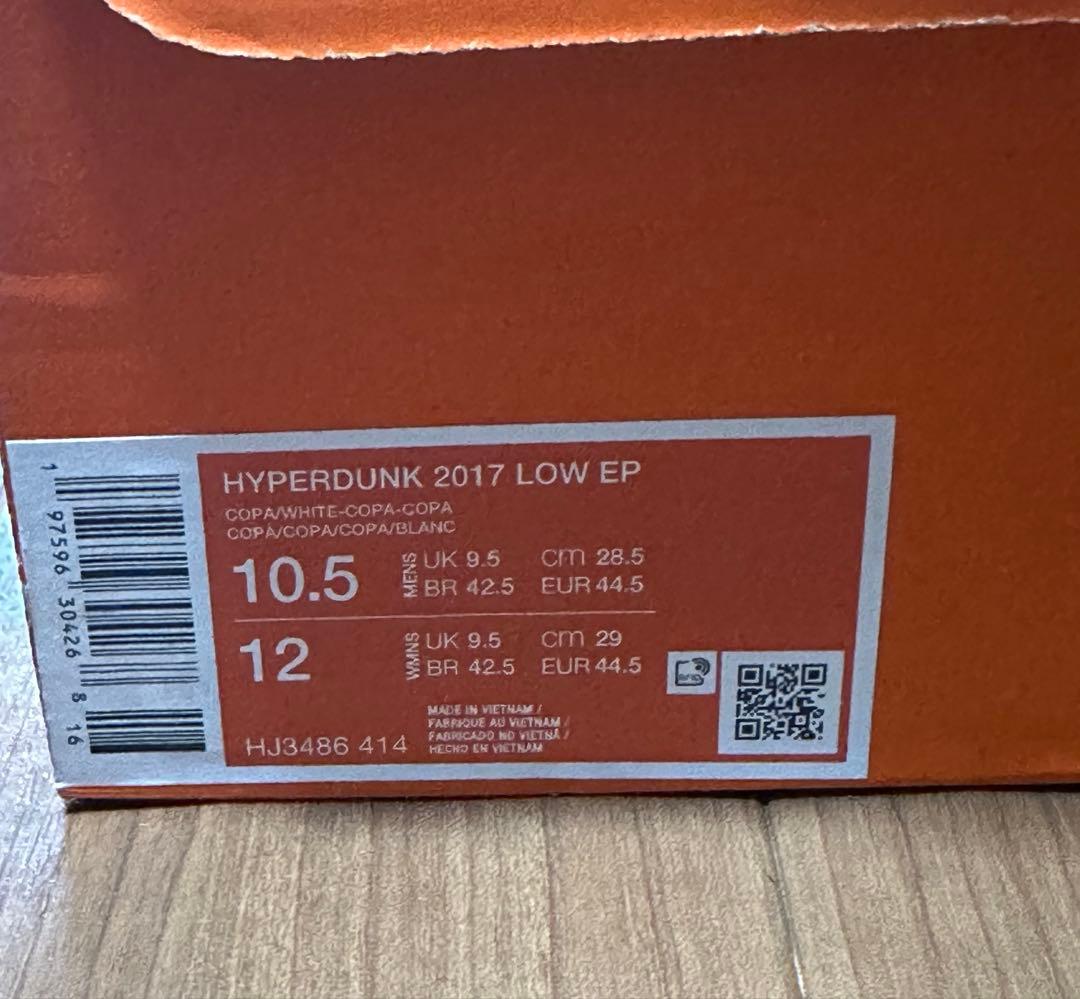 HYPERDUNK 2017 LOW EP
COPA/WHITE-COPA-COPA
COPA/COPA/COPA/BLANC
10.5 MENS UK 9.5 cm 28.5
BR 42.5 EUR 44.5
12 WMNS UK 9.5 cm 29
BR 42.5 EUR 44.5
MADE IN VIETNAM /
FABRIQUE AU VIETNAM /
FABRICADO NO VIETNÃ /
HECHO EN VIETNAM
HJ3486 414
1 97596 30426 8 16
RFID